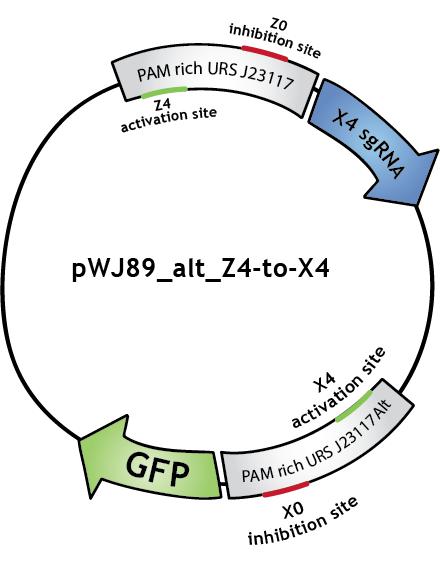 Z0
inhibition site
PAM rich URS J23117
Z4
activation site
X4 sgRNA
pWJ89_alt_Z4-to-X4
X4
activation site
PAM rich URS J23117Alt
GFP
X0
inhibition site